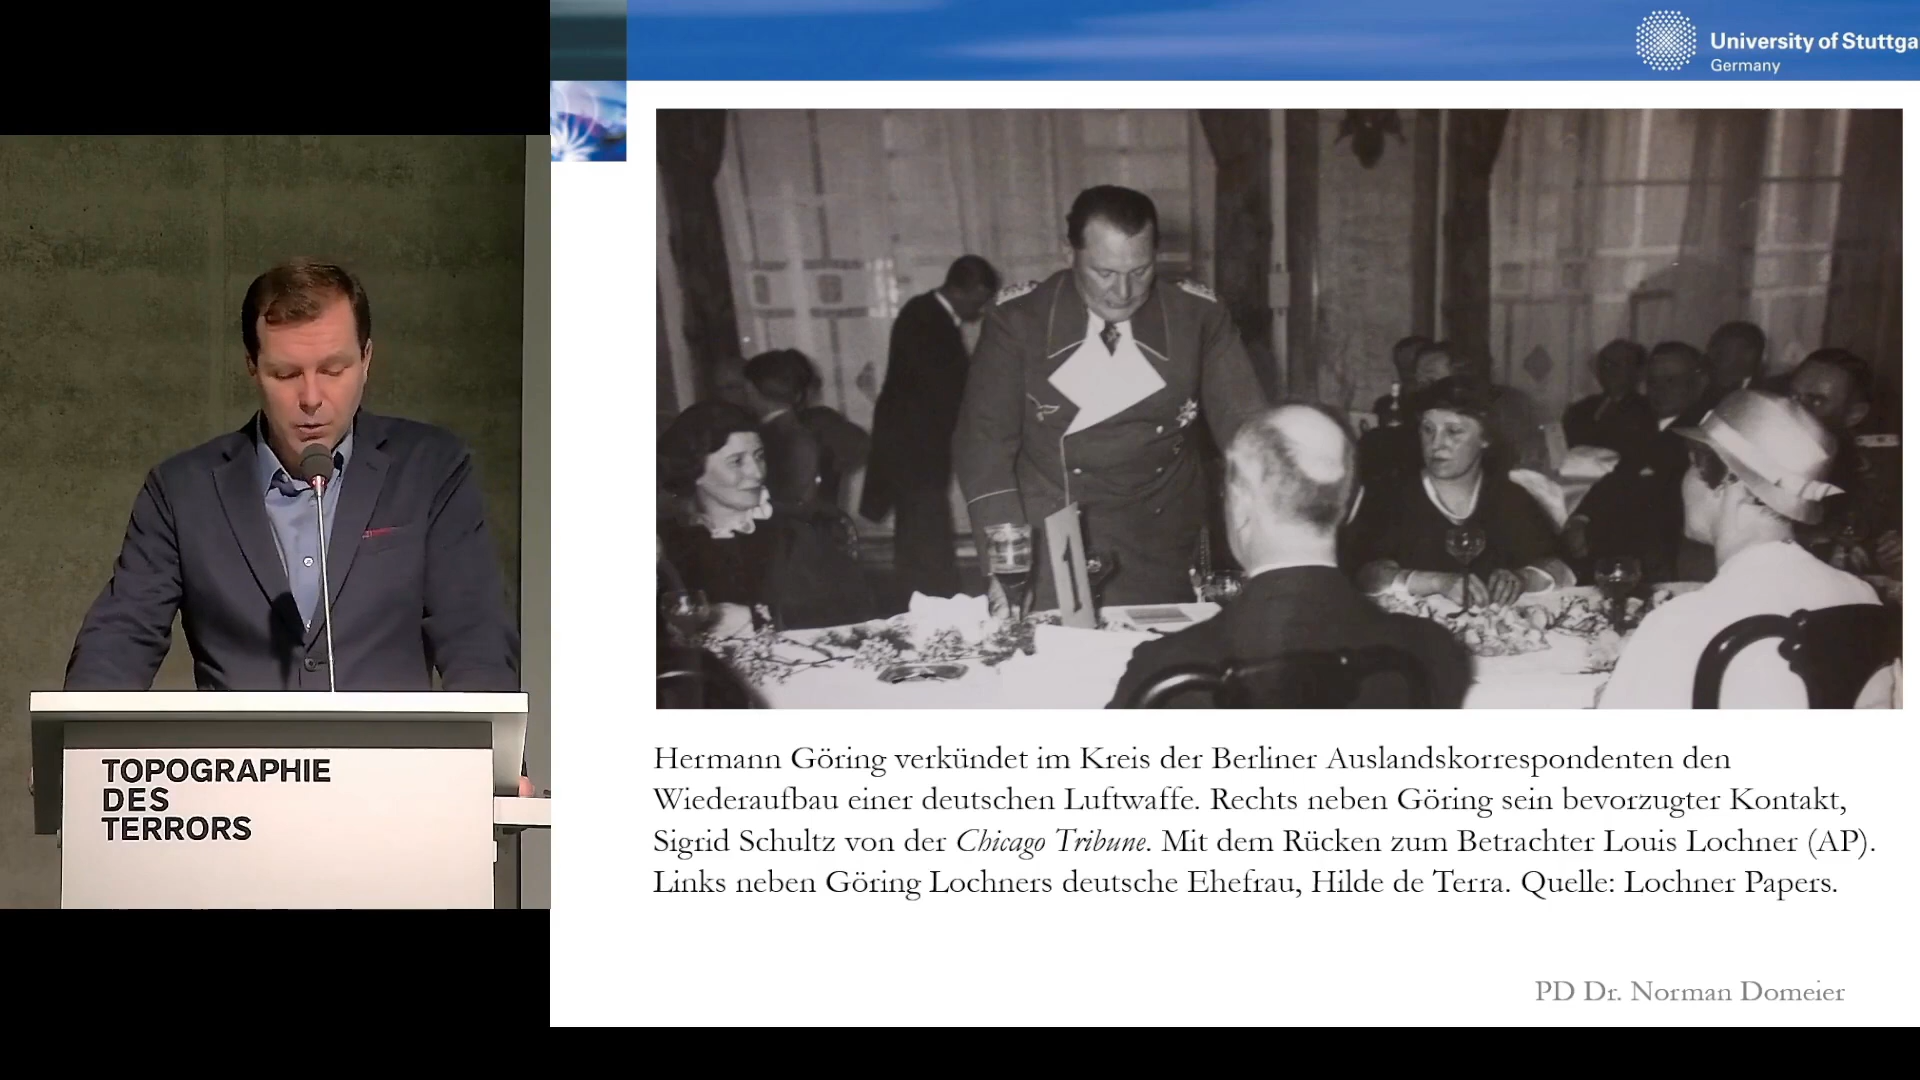 University of Stuttga
Germany
1
Hermann Göring verkündet im Kreis der Berliner Auslandskorrespondenten den
Wiederaufbau einer deutschen Luftwaffe. Rechts neben Göring sein bevorzugter Kontakt,
Sigrid Schultz von der Chicago Tribune. Mit dem Rücken zum Betrachter Louis Lochner (AP).
Links neben Göring Lochners deutsche Ehefrau, Hilde de Terra. Quelle: Lochner Papers.
PD Dr. Norman Domeier
TOPOGRAPHIE
DES
TERRORS